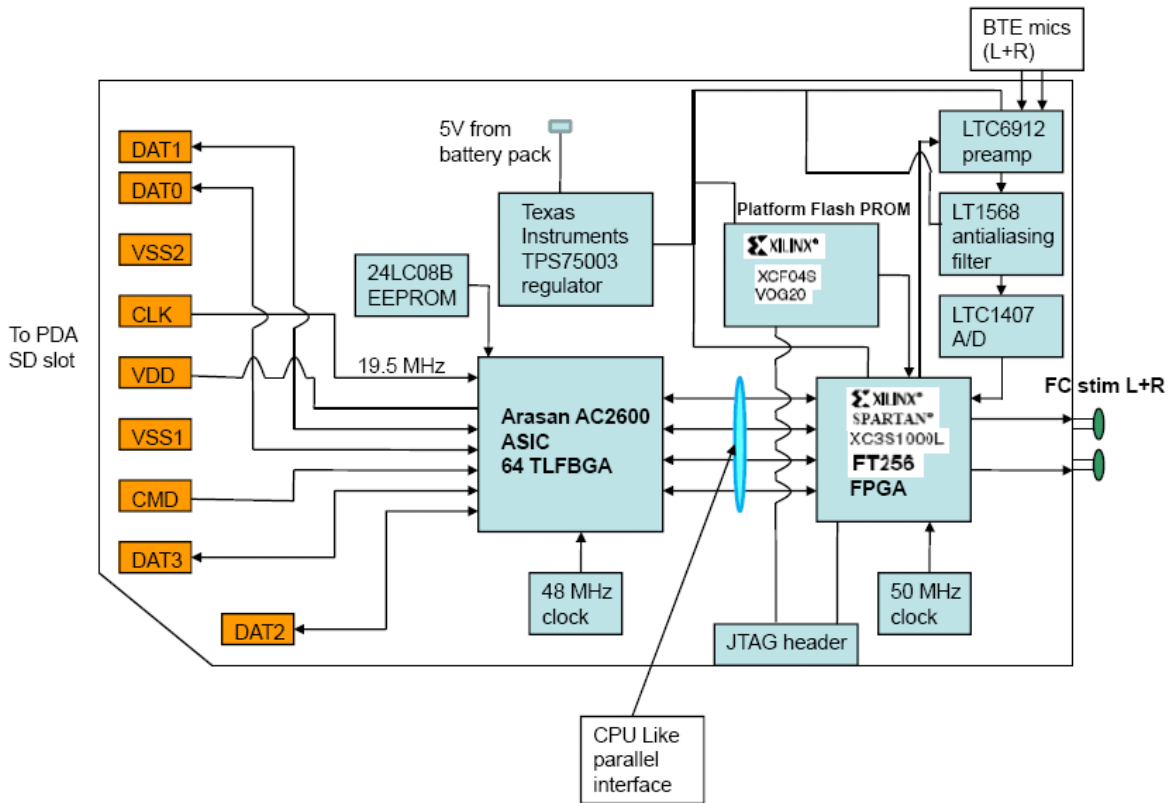 BTE mics
(L+R)
DAT1
DAT0
VSS2
CLK
VDD
VSS1
CMD
DAT3
DAT2
To PDA
SD slot
5V from
battery pack
Texas
Instruments
TPS75003
regulator
24LC08B
EEPROM
19.5 MHz
Arasan AC2600
ASIC
64 TLFBGA
48 MHz
clock
Platform Flash PROM
XILINX®
XCF04S
VOG20
LTC6912
preamp
LT1568
antialiasing
filter
LTC1407
A/D
XILINX®
SPARTAN®
XC3S1000L
FT256
FPGA
FC stim L+R
50 MHz
clock
JTAG header
CPU Like
parallel
interface